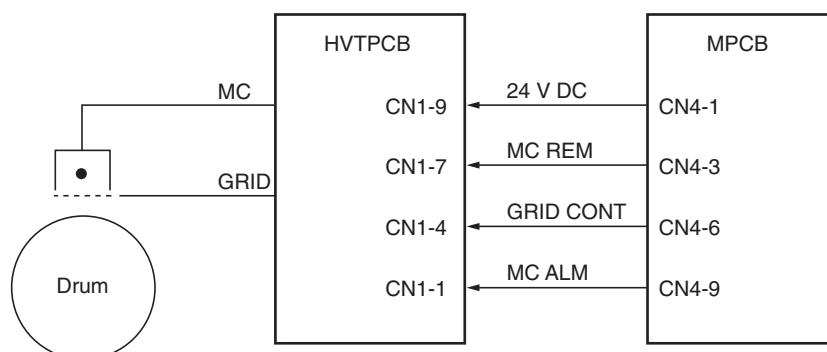 HVTPCB
MPCB
MC
CN1-9
24 V DC
CN4-1
CN1-7
MC REM
CN4-3
GRID
CN1-4
GRID CONT
CN4-6
Drum
CN1-1
MC ALM
CN4-9